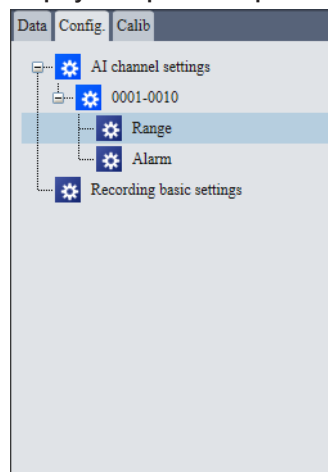 Data Config. Calib
AI channel settings
0001-0010
Range
Alarm
Recording basic settings